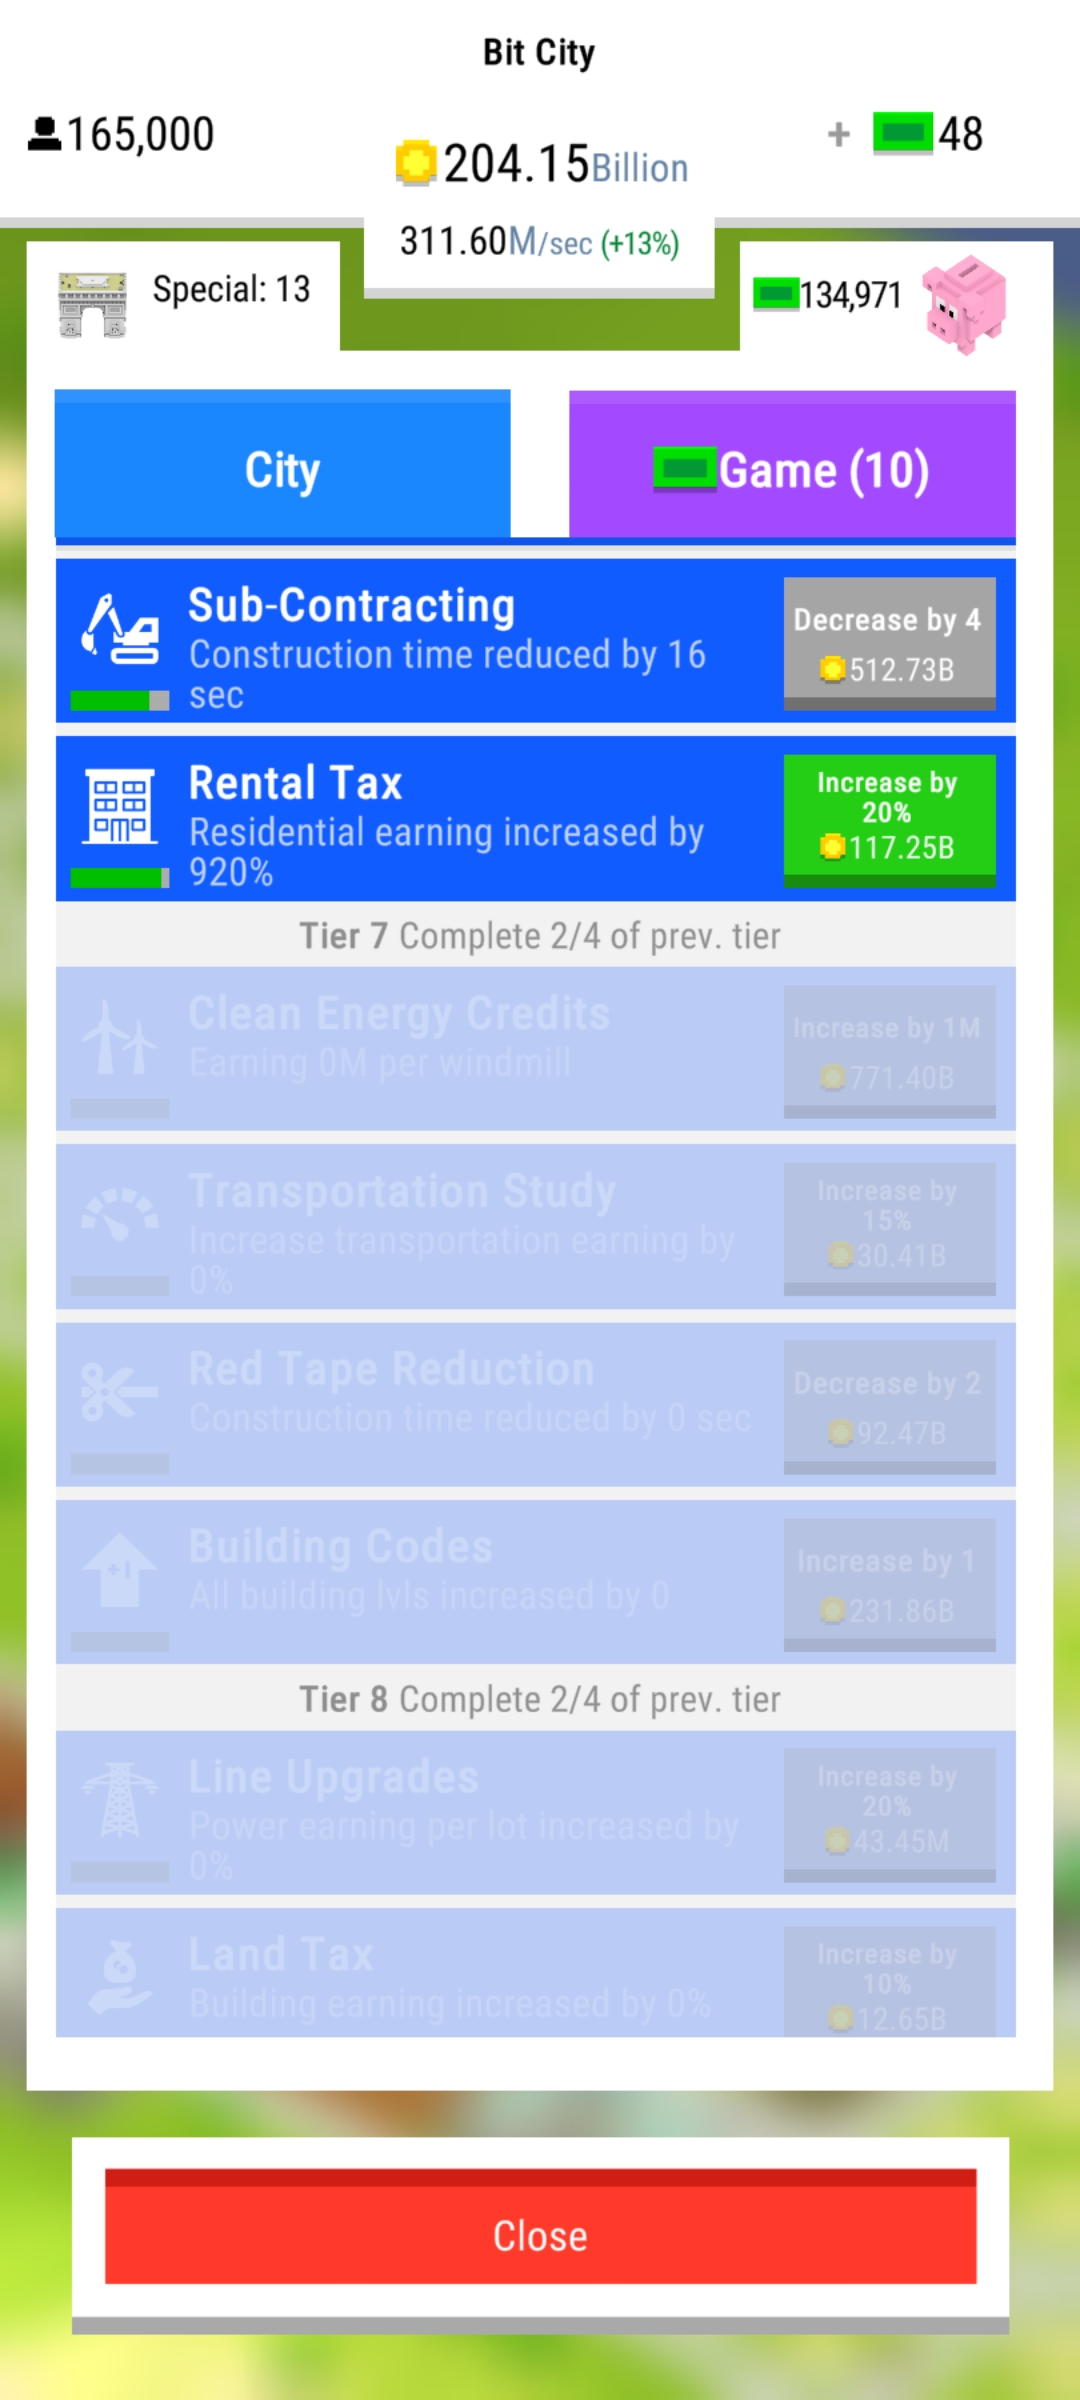 Bit City
165,000
+ 48
204.15Billion
311.60M/sec (+13%)
Special: 13
134,971
City
Game (10)
Sub-Contracting
Construction time reduced by 16
sec
Decrease by 4
512.73B
Rental Tax
Residential earning increased by
920%
Increase by
20%
117.25B
Tier 7 Complete 2/4 of prev. tier
Clean Energy Credits
Earning 0M per windmill
Increase by 1M
771.40B
Transportation Study
Increase transportation earning by
0%
Increase by
15%
30.41B
Red Tape Reduction
Construction time reduced by 0 sec
Decrease by 2
92.47B
+1
Building Codes
All building lvls increased by 0
Increase by 1
231.86B
Tier 8 Complete 2/4 of prev. tier
Line Upgrades
Power earning per lot increased by
0%
Increase by
20%
43.45M
Land Tax
Building earning increased by 0%
Increase by
10%
12.65B
Close